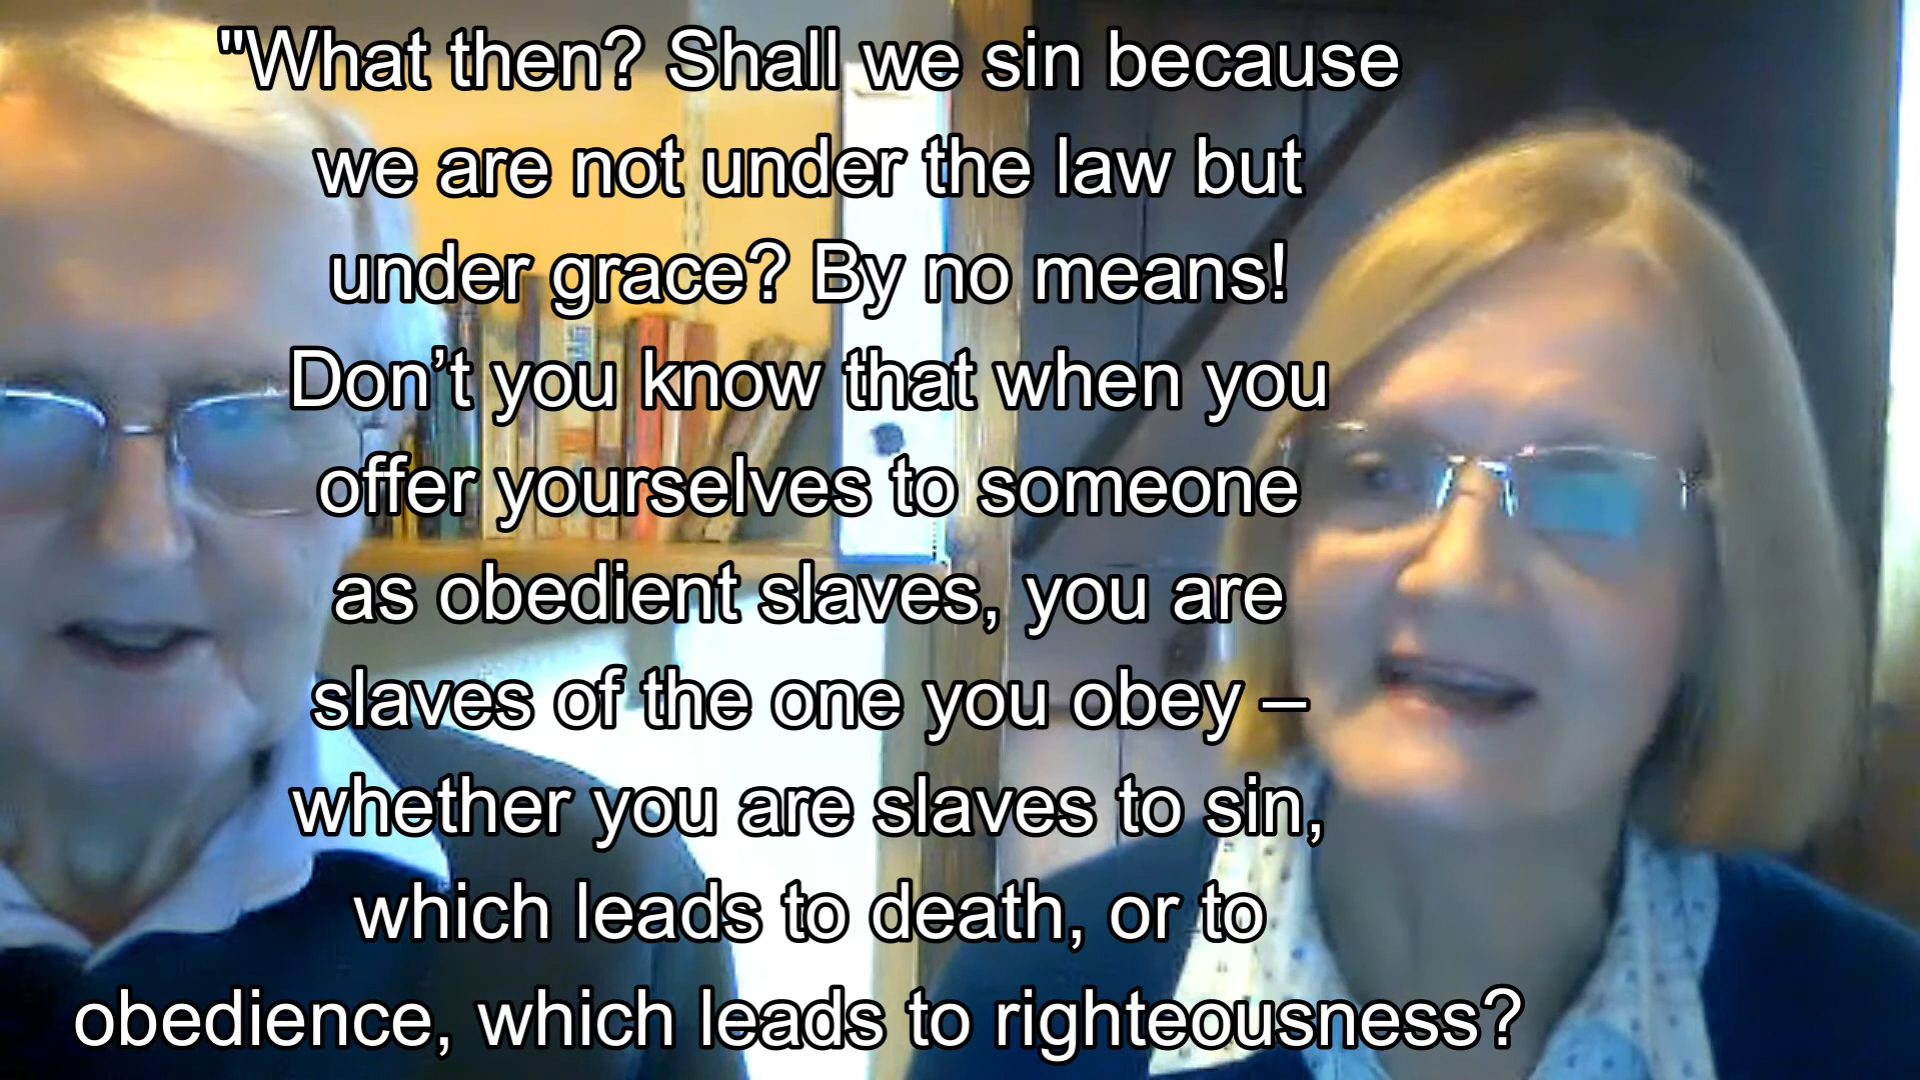 "What then? Shall we sin because
we are not under the law but
under grace? By no means!
Don’t you know that when you
offer yourselves to someone
as obedient slaves, you are
slaves of the one you obey –
whether you are slaves to sin,
which leads to death, or to
obedience, which leads to righteousness?